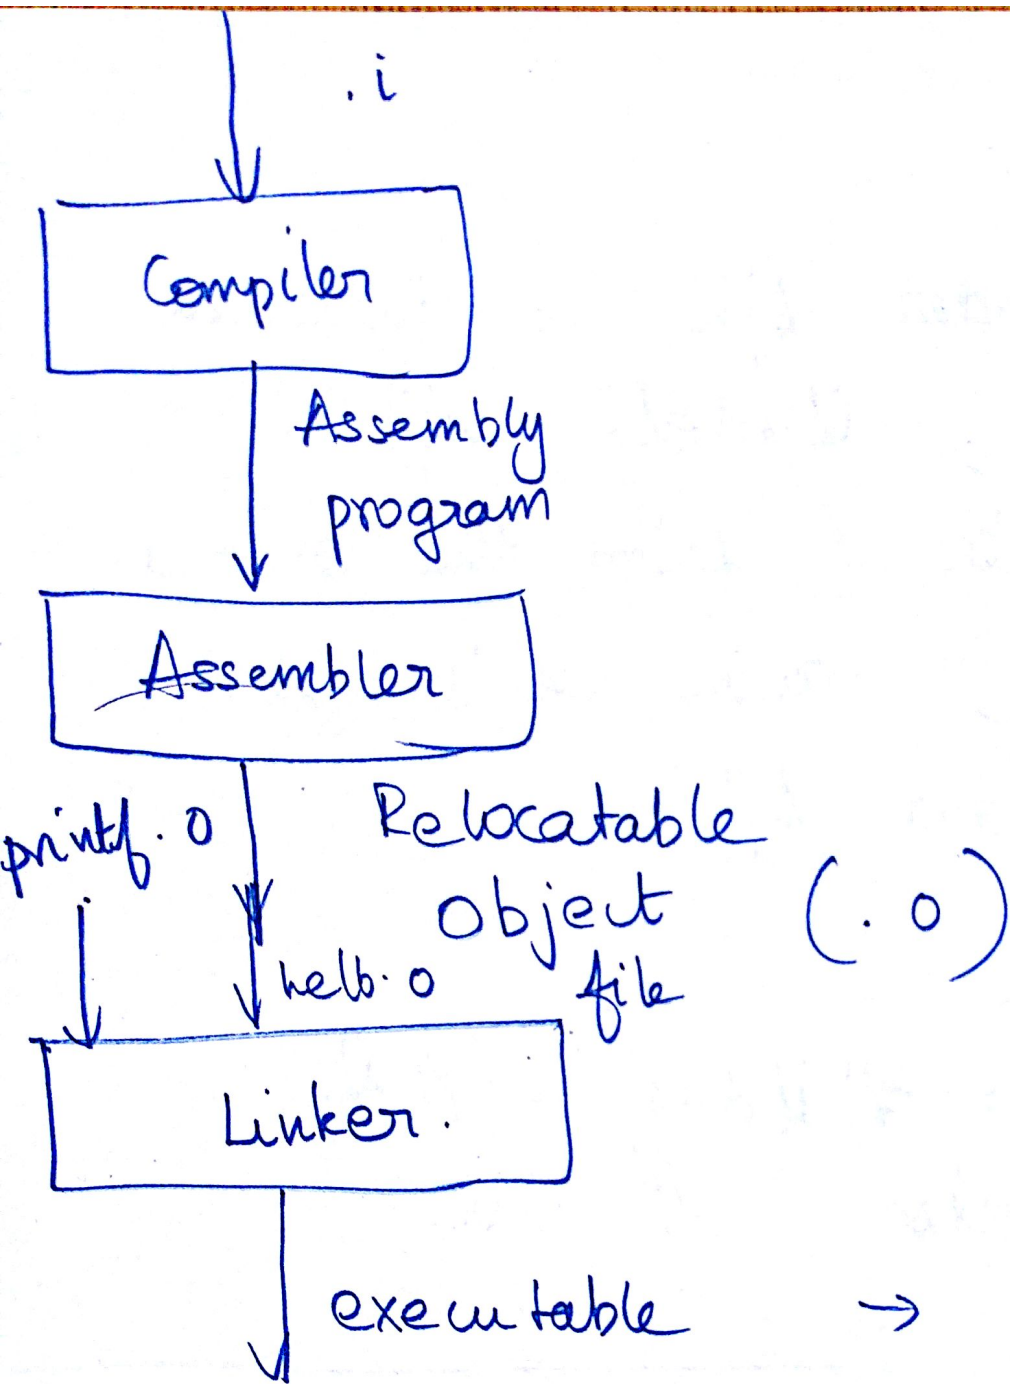 .i
Compiler
Assembly
program
Assembler
printf.o
Relocatable
object
(.o)
file
hello.o
Linker.
executable →